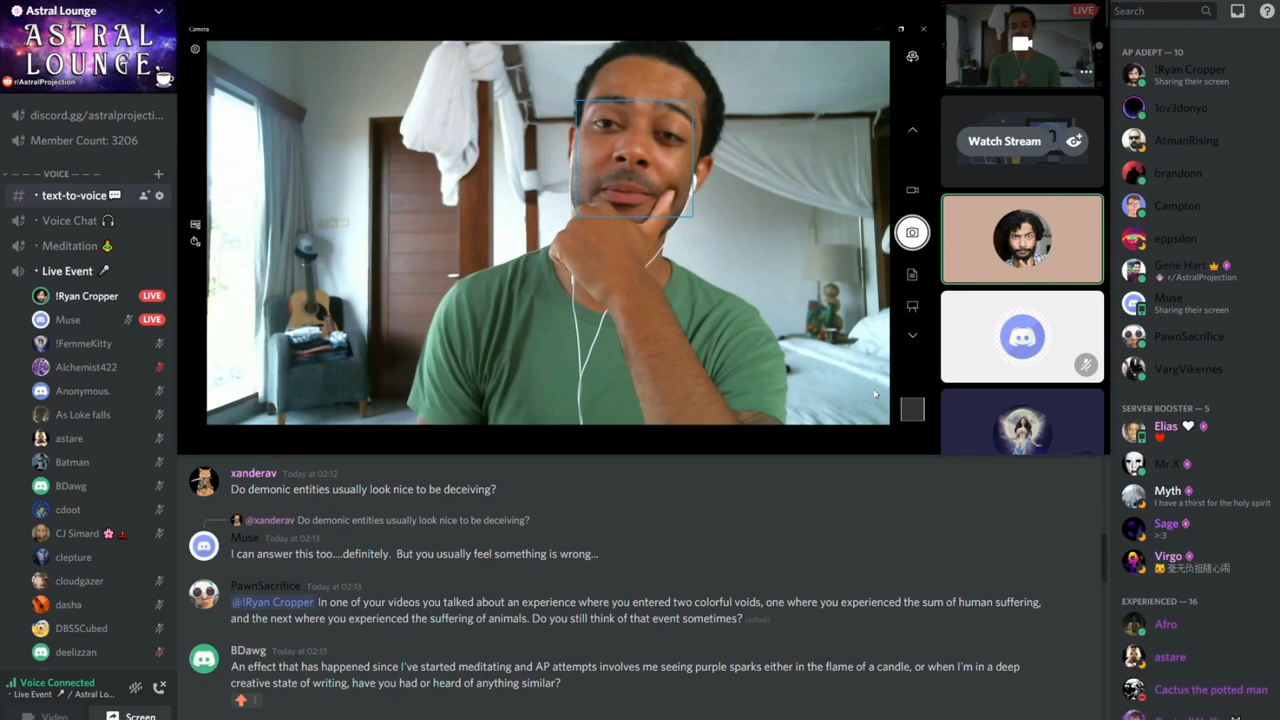 Astral Lounge
ASTRAL
LOUNGE
r/AstralProjection
discord.gg/astralprojecti...
Member Count: 3206
VOICE
text-to-voice
Voice Chat
Meditation
Live Event
!Ryan Cropper
LIVE
Muse
LIVE
!FemmeKitty
Alchemist422
Anonymous.
As Loke falls
astare
Batman
BDawg
cdoot
CJ Simard
clepture
cloudgazer
dasha
DBSSCubed
deelizzan
Voice Connected
Live Event / Astral Lo...
Video
Screen
Camera
LIVE
Watch Stream
xanderav Today at 02:12
Do demonic entities usually look nice to be deceiving?
@xanderav Do demonic entities usually look nice to be deceiving?
Muse Today at 02:13
I can answer this too....definitely. But you usually feel something is wrong...
PawnSacrifice Today at 02:13
@!Ryan Cropper In one of your videos you talked about an experience where you entered two colorful voids, one where you experienced the sum of human suffering,
and the next where you experienced the suffering of animals. Do you still think of that event sometimes? (edited)
BDawg Today at 02:13
An effect that has happened since I've started meditating and AP attempts involves me seeing purple sparks either in the flame of a candle, or when I'm in a deep
creative state of writing, have you had or heard of anything similar?
1
Search
AP ADEPT — 10
!Ryan Cropper
Sharing their screen
1ov3donyo
AtmanRising
brandonn
Campton
eppsilon
Gene Hart
r/AstralProjection
Muse
Sharing their screen
PawnSacrifice
VargVikernes
SERVER BOOSTER — 5
Elias
Mr.X
Myth
I have a thirst for the holy spirit
Sage
>:3
Virgo
毫无负担随心闹
EXPERIENCED — 16
Afro
astare
Cactus the potted man